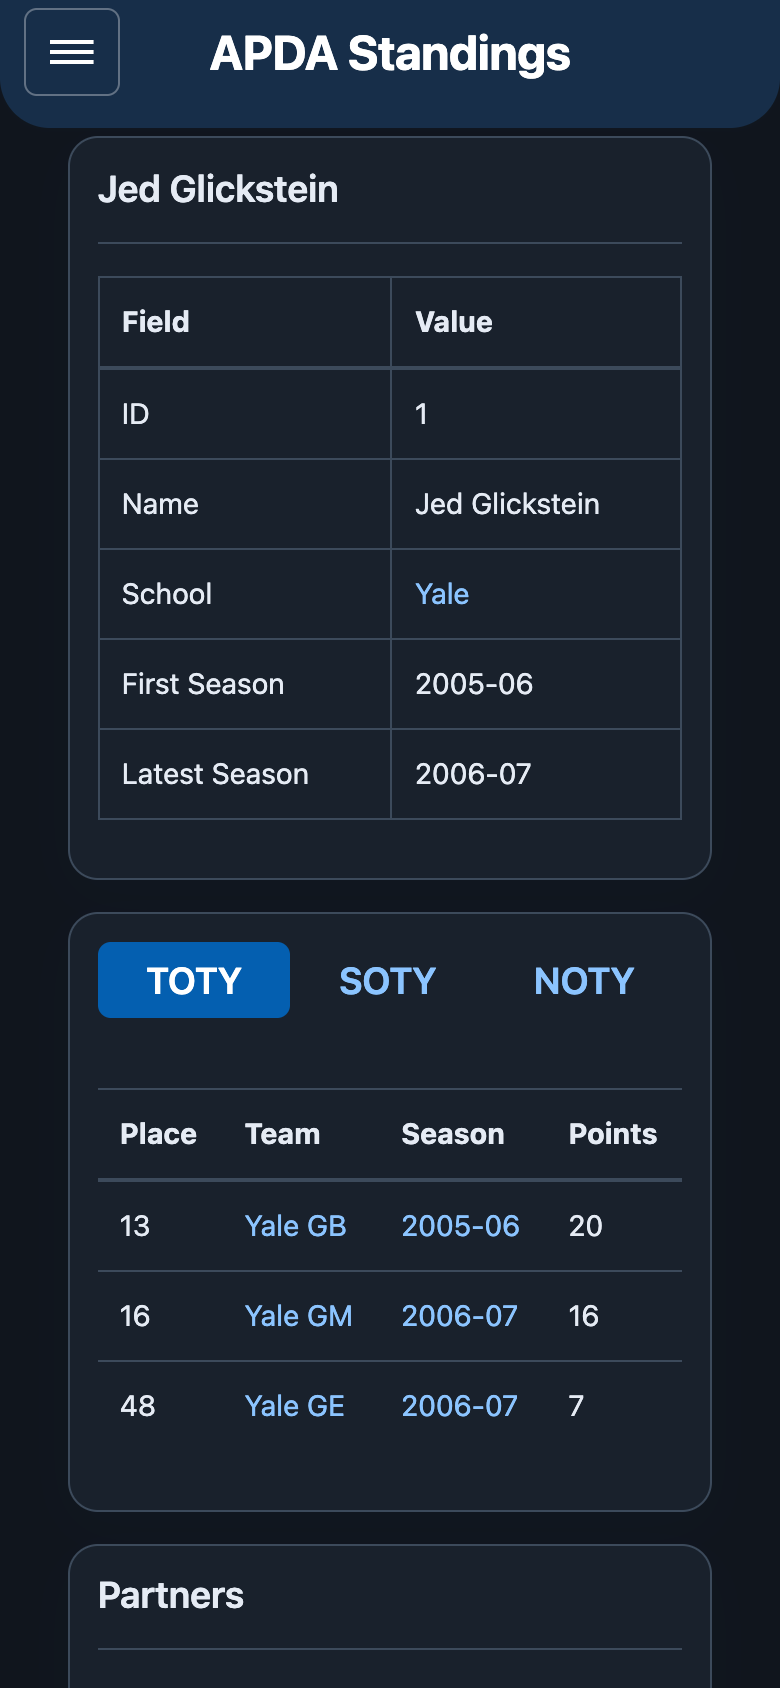 APDA Standings
Jed Glickstein
Field Value
ID 1
Name Jed Glickstein
School Yale
First Season 2005-06
Latest Season 2006-07
TOTY SOTY NOTY
Place Team Season Points
13 Yale GB 2005-06 20
16 Yale GM 2006-07 16
48 Yale GE 2006-07 7
Partners